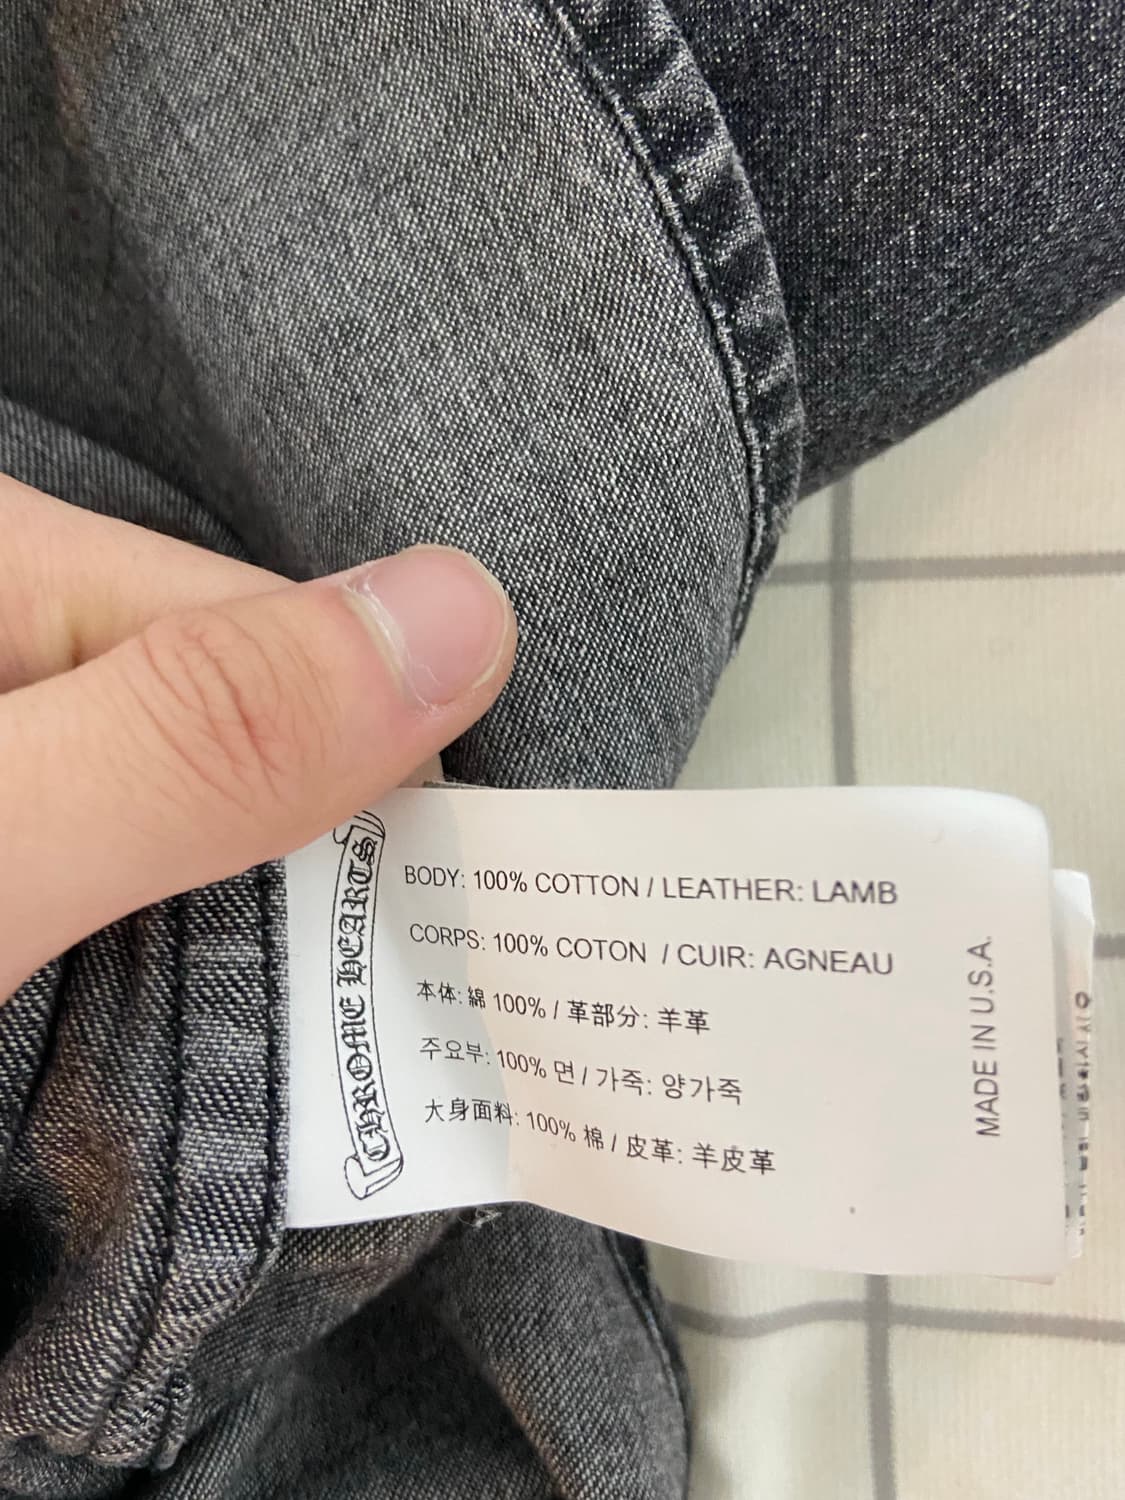 CHROME HEARTS
BODY: 100% COTTON / LEATHER: LAMB
CORPS: 100% COTON / CUIR: AGNEAU
本体: 綿 100% / 革部分: 羊革
주요부: 100% 면 / 가죽: 양가죽
大身面料: 100% 棉 / 皮革: 羊皮革
MADE IN U.S.A.